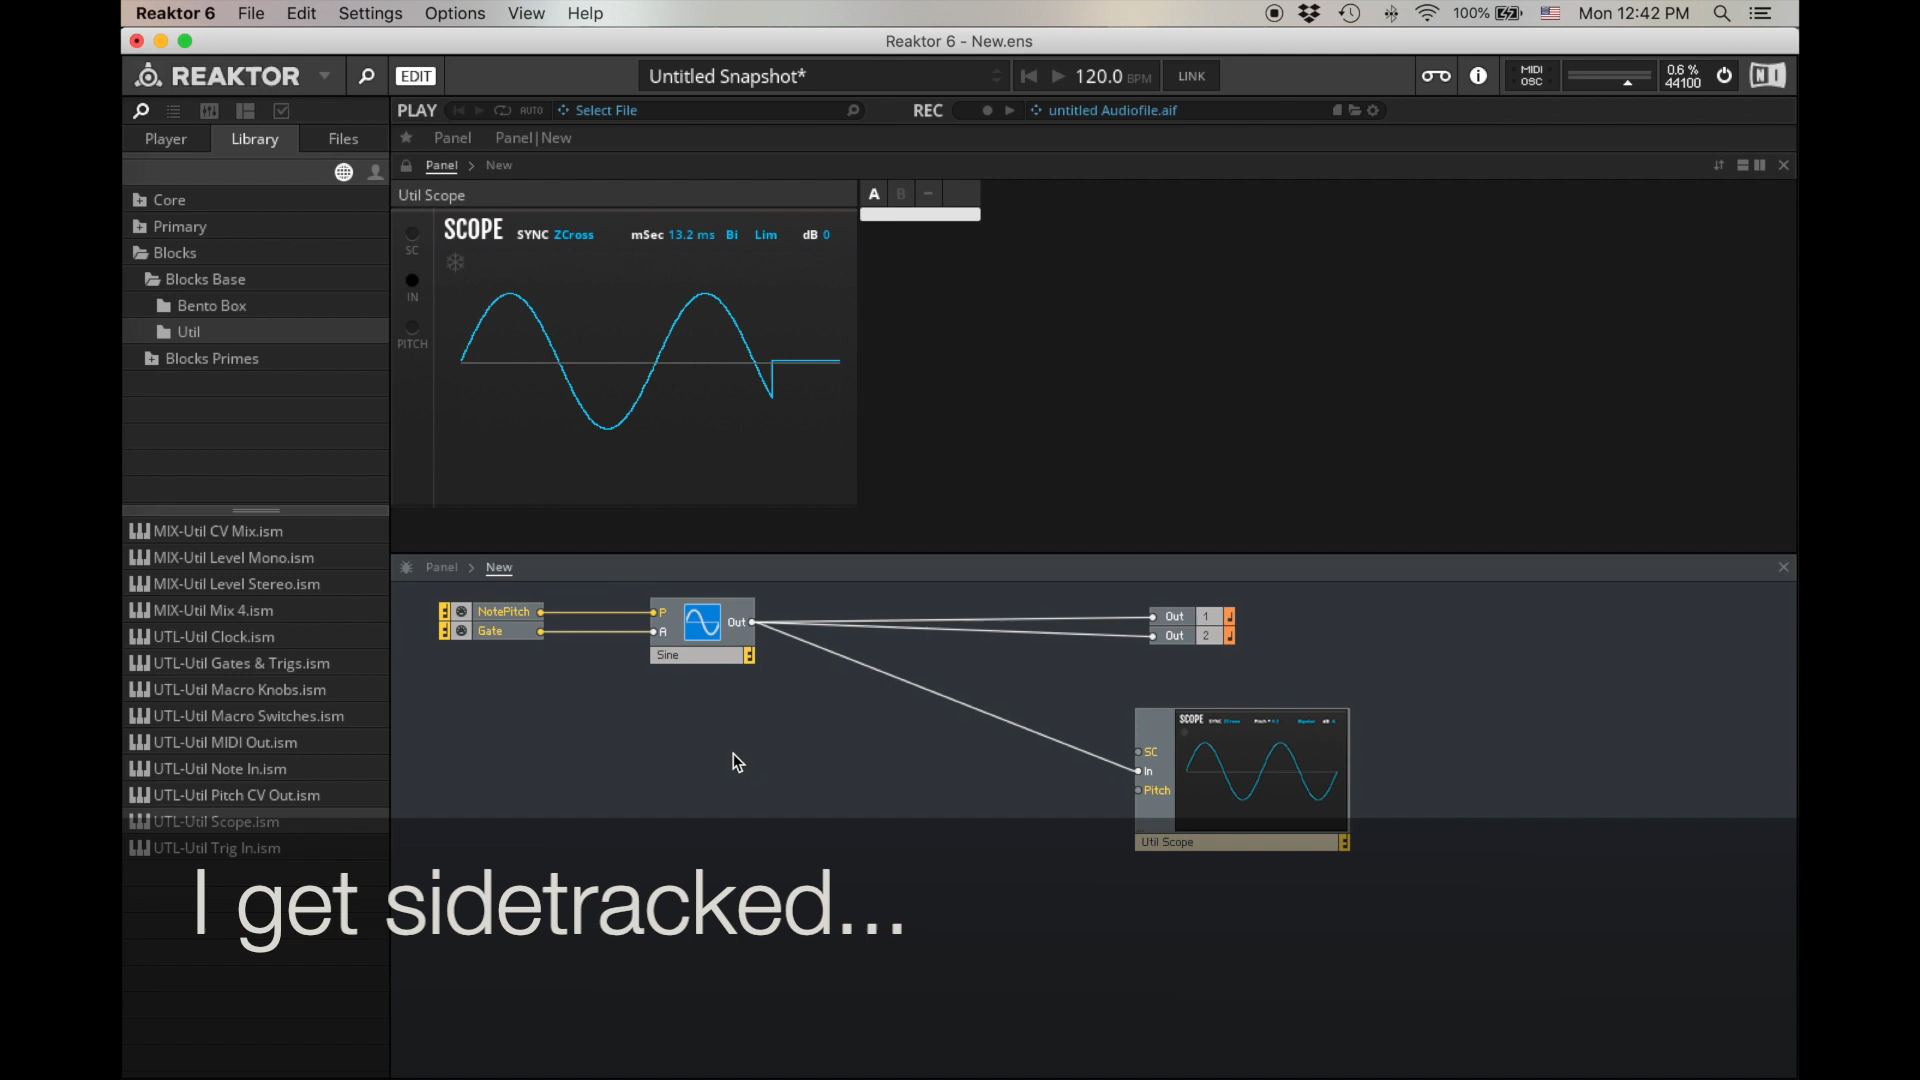 Reaktor 6 File Edit Settings Options View Help 100% Mon 12:42 PM
Reaktor 6 - New.ens
REAKTOR EDIT Untitled Snapshot* 120.0 BPM LINK MIDI OSC 0.6 % 44100 NI
PLAY AUTO Select File REC untitled Audiofile.aif
Player Library Files
Panel Panel|New
Panel > New
Core
Primary
Blocks
Blocks Base
Bento Box
Util
Blocks Primes
Util Scope
A B –
SCOPE SYNC ZCross mSec 13.2 ms Bi Lim dB 0
SC
IN
PITCH
MIX-Util CV Mix.ism
MIX-Util Level Mono.ism
MIX-Util Level Stereo.ism
MIX-Util Mix 4.ism
UTL-Util Clock.ism
UTL-Util Gates & Trigs.ism
UTL-Util Macro Knobs.ism
UTL-Util Macro Switches.ism
UTL-Util MIDI Out.ism
UTL-Util Note In.ism
UTL-Util Pitch CV Out.ism
UTL-Util Scope.ism
UTL-Util Trig In.ism
Panel > New
NotePitch
Gate
P
A
Out
Sine
Out 1
Out 2
SCOPE SYNC ZCross Bipolar dB
SC
In
Pitch
Util Scope
I get sidetracked...